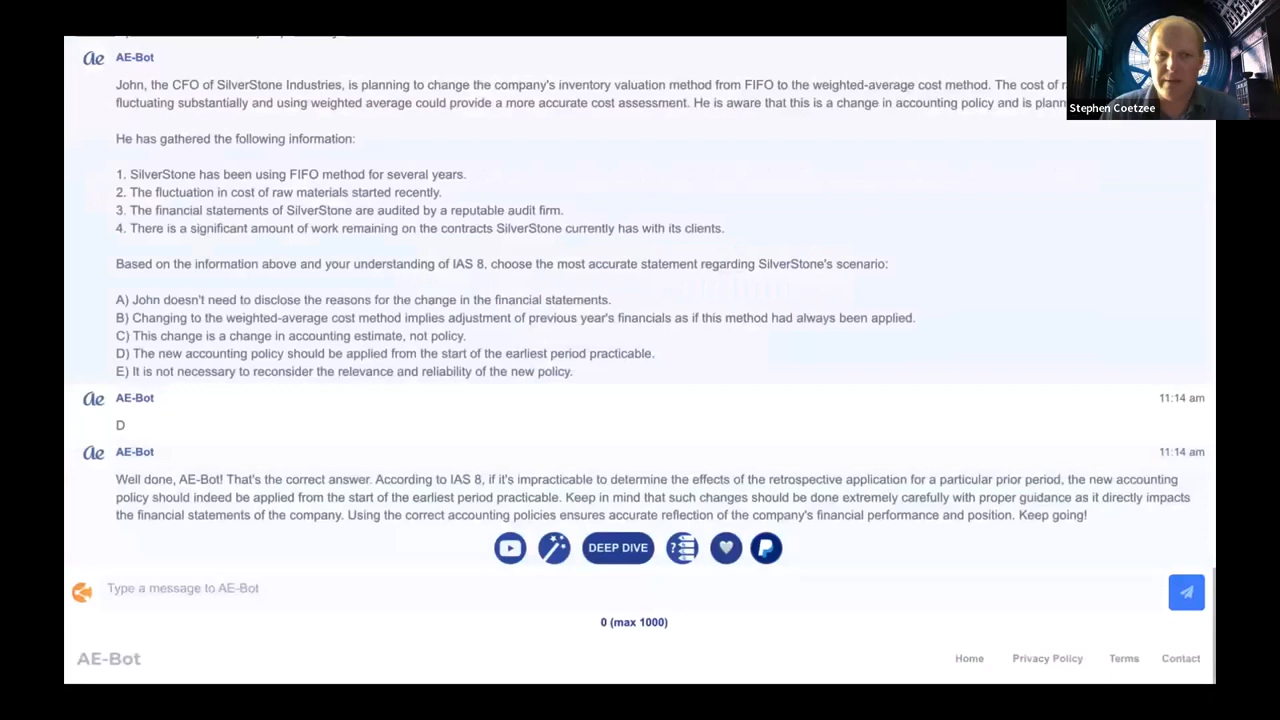 Stephen Coetzee
Ae AE-Bot
John, the CFO of SilverStone Industries, is planning to change the company's inventory valuation method from FIFO to the weighted-average cost method. The cost of
fluctuating substantially and using weighted average could provide a more accurate cost assessment. He is aware that this is a change in accounting policy and is
He has gathered the following information:
1. SilverStone has been using FIFO method for several years.
2. The fluctuation in cost of raw materials started recently.
3. The financial statements of SilverStone are audited by a reputable audit firm.
4. There is a significant amount of work remaining on the contracts SilverStone currently has with its clients.
Based on the information above and your understanding of IAS 8, choose the most accurate statement regarding SilverStone's scenario:
A) John doesn't need to disclose the reasons for the change in the financial statements.
B) Changing to the weighted-average cost method implies adjustment of previous year's financials as if this method had always been applied.
C) This change is a change in accounting estimate, not policy.
D) The new accounting policy should be applied from the start of the earliest period practicable.
E) It is not necessary to reconsider the relevance and reliability of the new policy.
Ae AE-Bot 11:14 am
D
Ae AE-Bot 11:14 am
Well done, AE-Bot! That's the correct answer. According to IAS 8, if it's impracticable to determine the effects of the retrospective application for a particular prior period, the new accounting
policy should indeed be applied from the start of the earliest period practicable. Keep in mind that such changes should be done extremely carefully with proper guidance as it directly impacts
the financial statements of the company. Using the correct accounting policies ensures accurate reflection of the company's financial performance and position. Keep going!
DEEP DIVE ?
Type a message to AE-Bot
0 (max 1000)
AE-Bot Home Privacy Policy Terms Contact